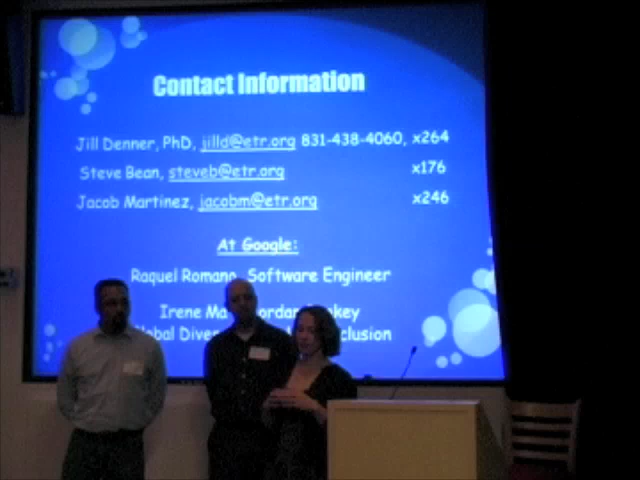 Contact Information
Jill Denner, PhD, jilld@etr.org 831-438-4060, x264
Steve Bean, steveb@etr.org x176
Jacob Martinez, jacobm@etr.org x246
At Google:
Raquel Romano, Software Engineer
Irene
Global